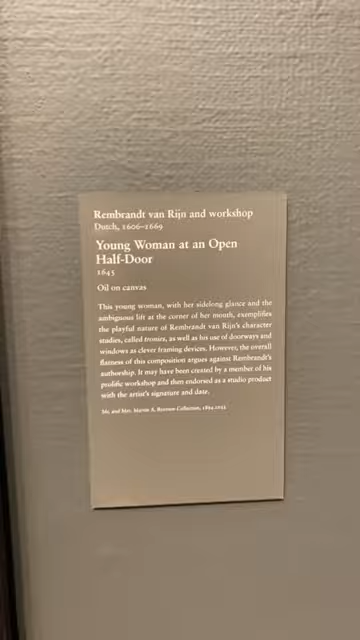 Rembrandt van Rijn and workshop
Dutch, 1606–1669
Young Woman at an Open
Half-Door
1645
Oil on canvas
This young woman, with her sidelong glance and the
ambiguous lift at the corner of her mouth, exemplifies
the playful nature of Rembrandt van Rijn's character
studies, called tronies, as well as his use of doorways and
windows as clever framing devices. However, the overall
flatness of this composition argues against Rembrandt's
authorship. It may have been created by a member of his
prolific workshop and then endorsed as a studio product
with the artist's signature and date.
Mr. and Mrs. Martin A. Ryerson Collection, 1894.1022